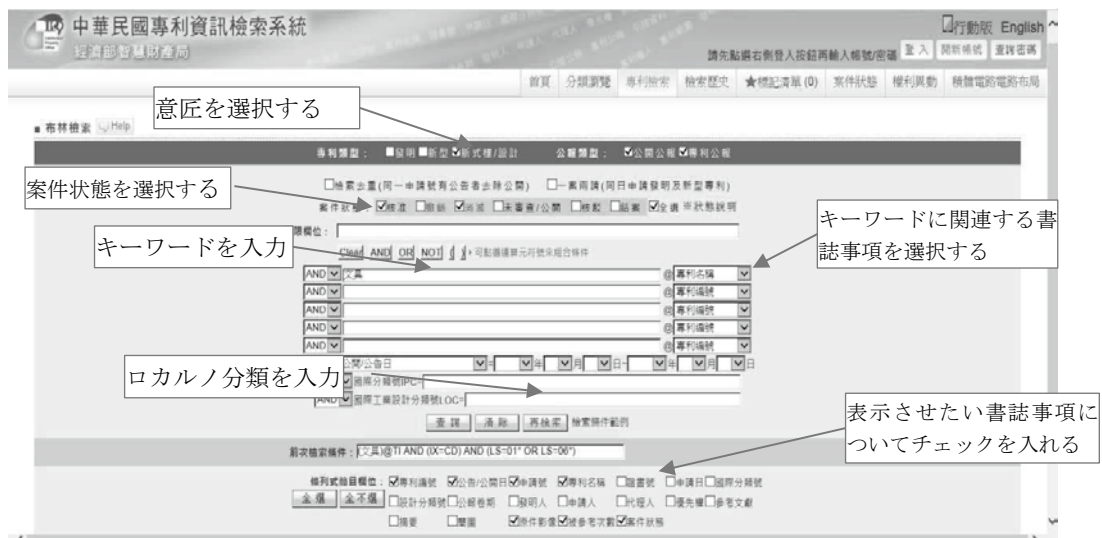 中華民國專利資訊檢索系統
經濟部智慧財產局
行動版 English
請先點選右側登入按鈕再輸入帳號/密碼 登入 開新帳號 查詢密碼
首頁 分類瀏覽 專利檢索 檢索歷史 ★標記清單 (0) 案件狀態 權利異動 積體電路電路布局
意匠を選択する
布林檢索 Help
專利類型： 發明 新型 新式樣/設計 公報類型： 公開公報 專利公報
案件状態を選択する
檢索去重(同一申請號有公告者去除公開) 一案兩請(同日申請發明及新型專利)
案件狀態： 核准 撤銷 消滅 未審查/公開 核駁 結案 全選 ※狀態說明
キーワードに関連する書
誌事項を選択する
限欄位：
キーワードを入力
Clear AND OR NOT ( ) 可點選運算元符號來組合條件
AND 文具 @ 專利名稱
AND @ 專利編號
AND @ 專利編號
AND @ 專利編號
AND @ 專利編號
公開/公告日 = 年 月 日~ 年 月 日
ロカルノ分類を入力
國際分類號IPC=
AND 國際工業設計分類號LOC=
表示させたい書誌事項に
ついてチェックを入れる
查詢 清除 再檢索 檢索條件範例
前次檢索條件： (文具)@TI AND (IX=CD) AND (LS=01* OR LS=06*)
條列式檢目欄位： 專利編號 公告/公開日 申請號 專利名稱 證書號 申請日 國際分類號
全選 全不選 設計分類號 公報卷期 發明人 申請人 代理人 優先權 參考文獻
摘要 圖 原件影像 被參考次數 案件狀態